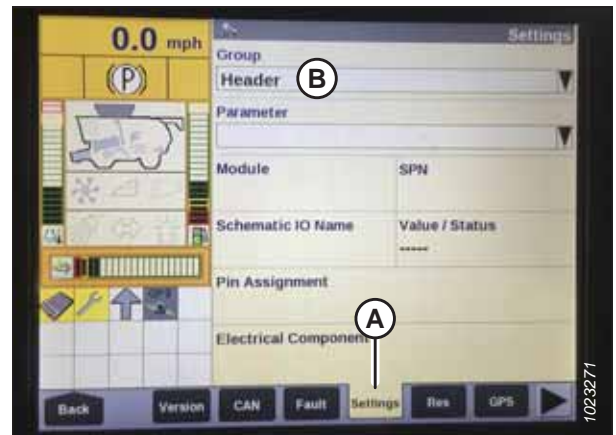 0.0 mph
(P)
Settings
Group
Header
B
Parameter
Module
SPN
Schematic IO Name
Value / Status
-----
Pin Assignment
Electrical Component
A
Back
Version
CAN
Fault
Settings
Res
GPS
1023271